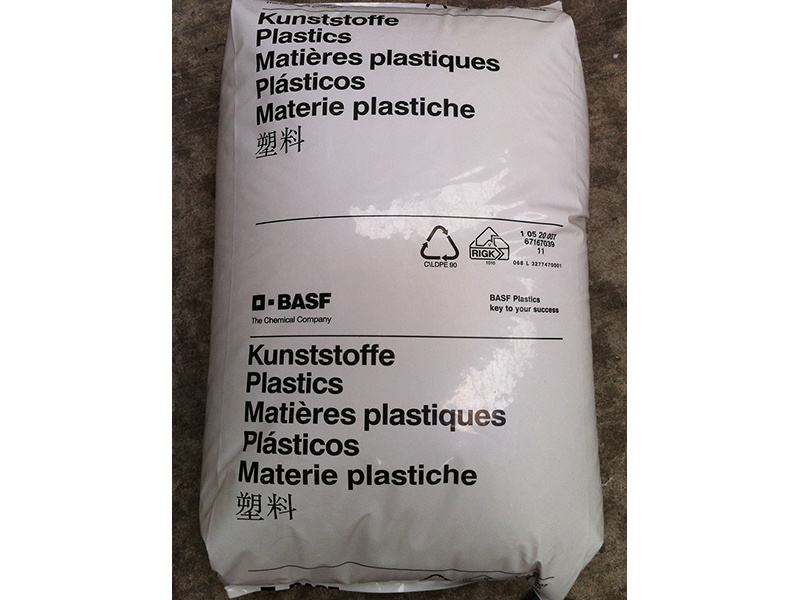 Kunststoffe
Plastics
Matières plastiques
Plásticos
Materie plastiche
塑料
C\LDPE 90
RIGK
1010
1 05 20 007
67167039
11
068 L 3277470001
BASF
The Chemical Company
BASF Plastics
key to your success
Kunststoffe
Plastics
Matières plastiques
Plásticos
Materie plastiche
塑料